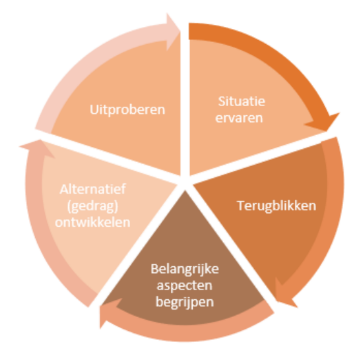 Situatie
ervaren
Terugblikken
Belangrijke
aspecten
begrijpen
Alternatief
(gedrag)
ontwikkelen
Uitproberen